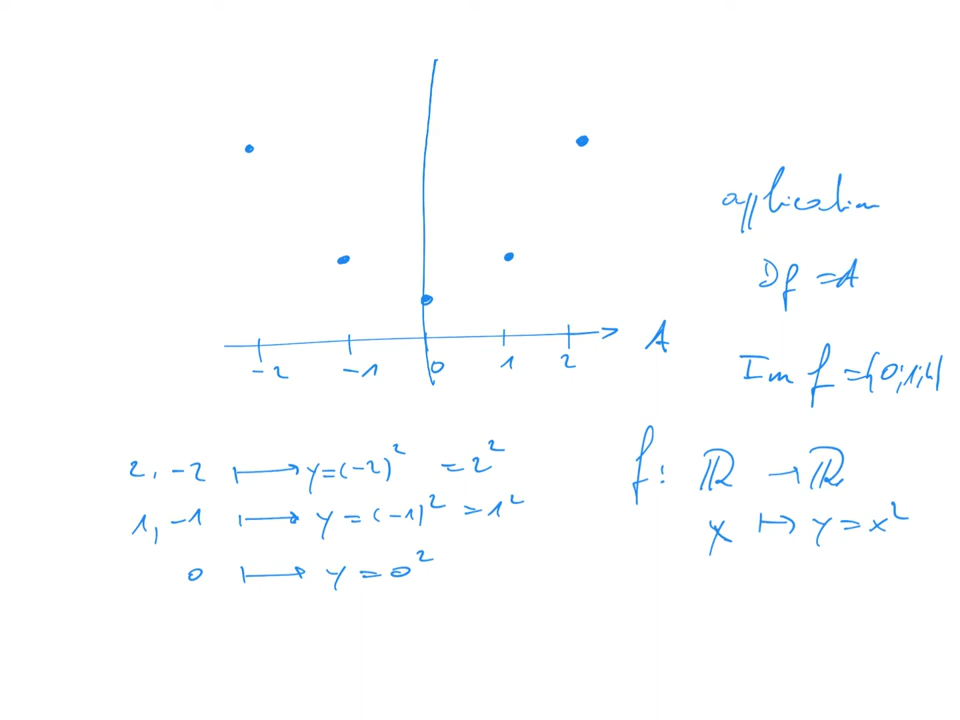 application
Df = A
A
-2 -1 0 1 2
Im f = {0;1;4}
2, -2 ⟼ y=(-2)² = 2²
f: ℝ → ℝ
1, -1 ⟼ y = (-1)² = 1²
x ↦ y = x²
0 ⟼ y = 0²